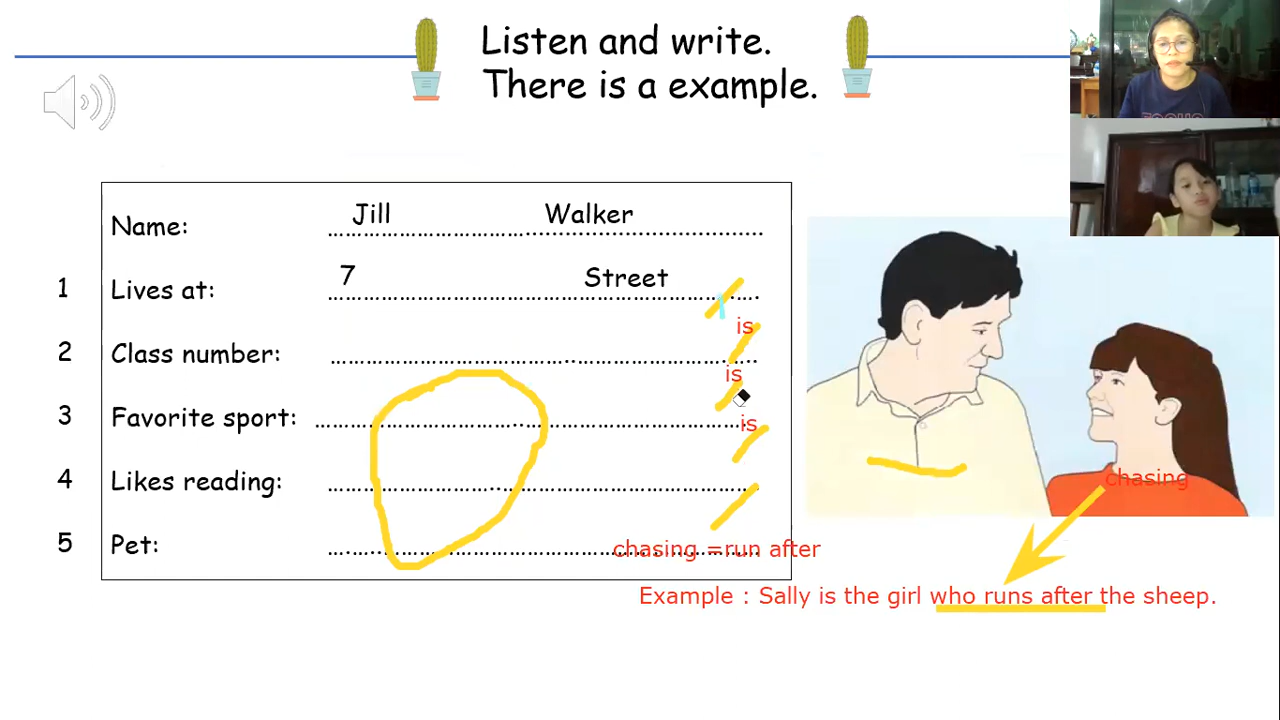 Listen and write.
There is a example.
Name: Jill Walker
1 Lives at: 7 Street
is
2 Class number:
is
3 Favorite sport:
is
4 Likes reading:
chasing
5 Pet:
chasing =run after
Example : Sally is the girl who runs after the sheep.